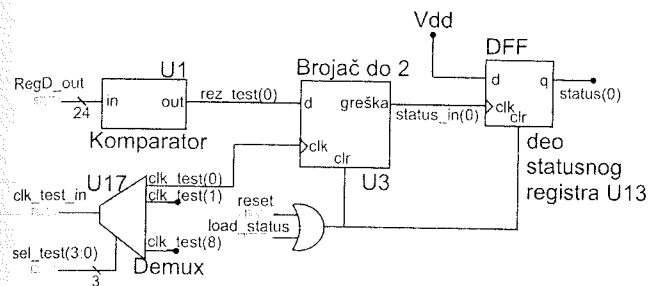 Vdd
DFF
U1
Brojač do 2
RegD_out
in
out
rez_test(0)
d
greška
d
q
status(0)
24
clk
status_in(0)
clk
clr
Komparator
clr
deo
statusnog
registra U13
U17
clk_test(0)
clk_test(1)
U3
clk_test_in
reset
load_status
sel_test(3:0)
clk_test(8)
3
Demux